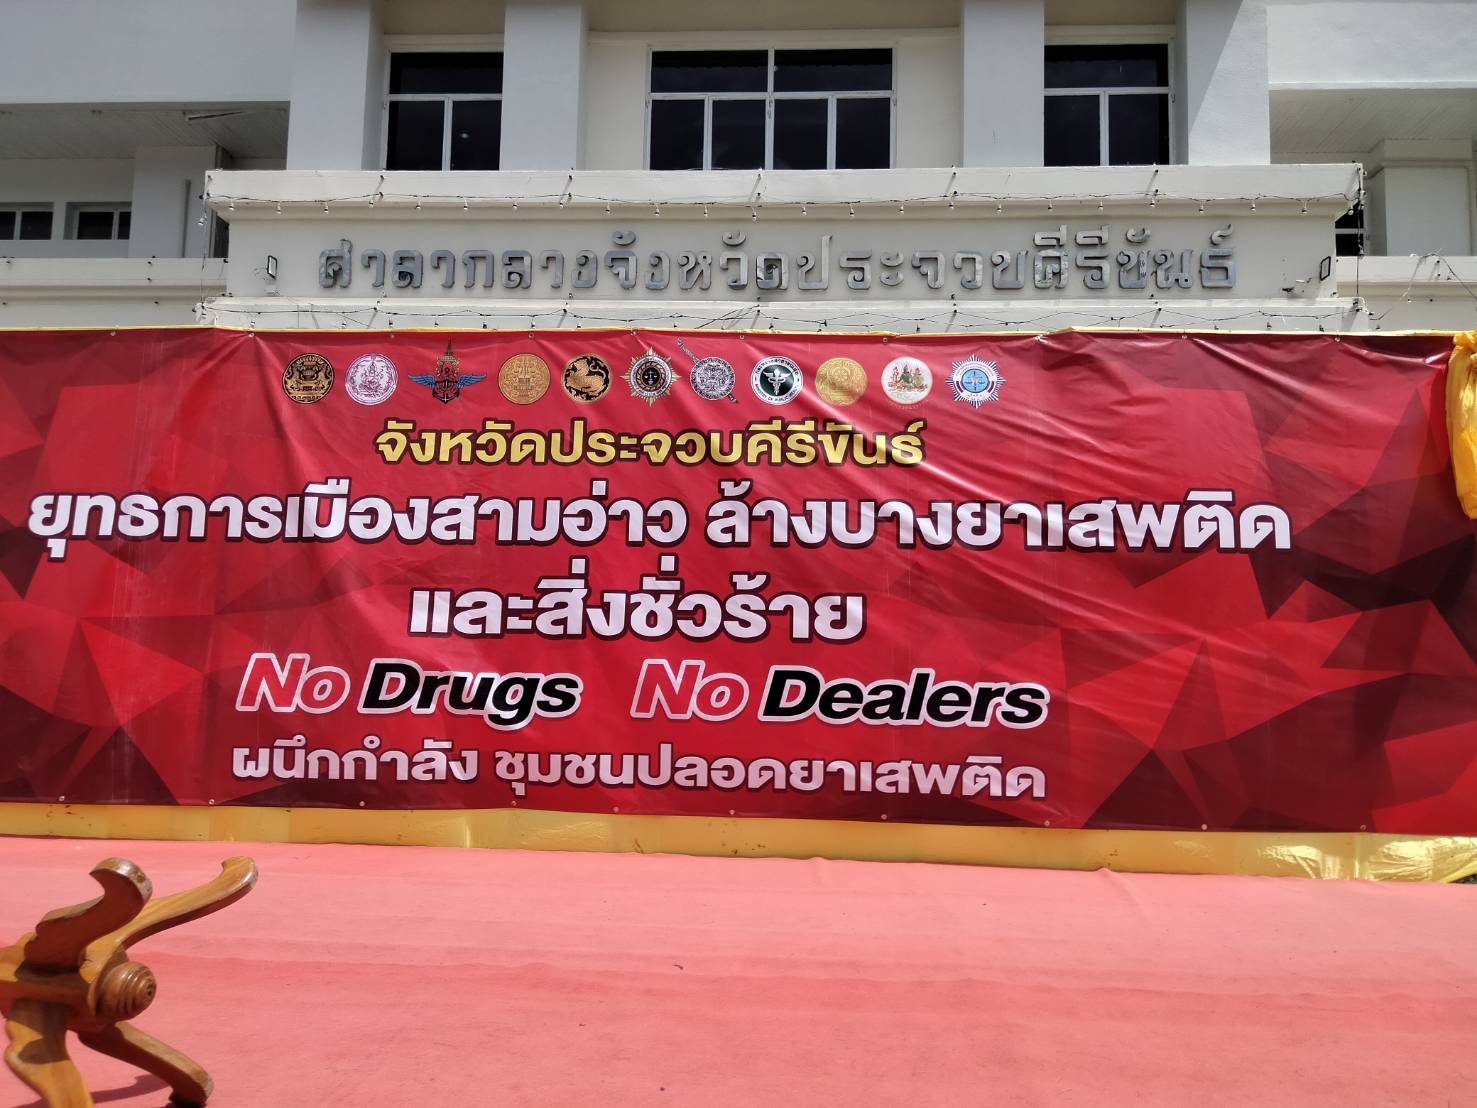 ศาลากลางจังหวัดประจวบคีรีขันธ์
จังหวัดประจวบคีรีขันธ์
ยุทธการเมืองสามอ่าว ล้างบางยาเสพติด
และสิ่งชั่วร้าย
No Drugs No Dealers
ผนึกกำลัง ชุมชนปลอดยาเสพติด